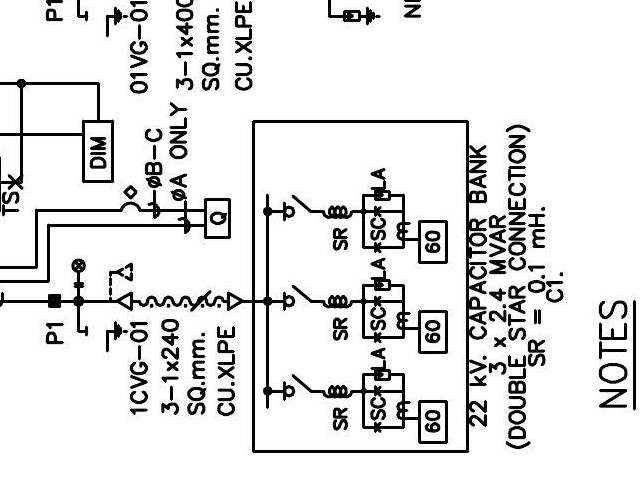 P1
01VG-01
3-1x400
SQ.mm.
CU.XLPE
DIM
TSX
ØB-C
ØA ONLY
Q
P1
1CVG-01
3-1x240
SQ.mm.
CU.XLPE
SR
*SC*
LA
60
SR
*SC*
LA
60
SR
*SC*
LA
60
22 kV. CAPACITOR BANK
3 x 2.4 MVAR
(DOUBLE STAR CONNECTION)
SR = 0.1 mH.
C1.
NOTES